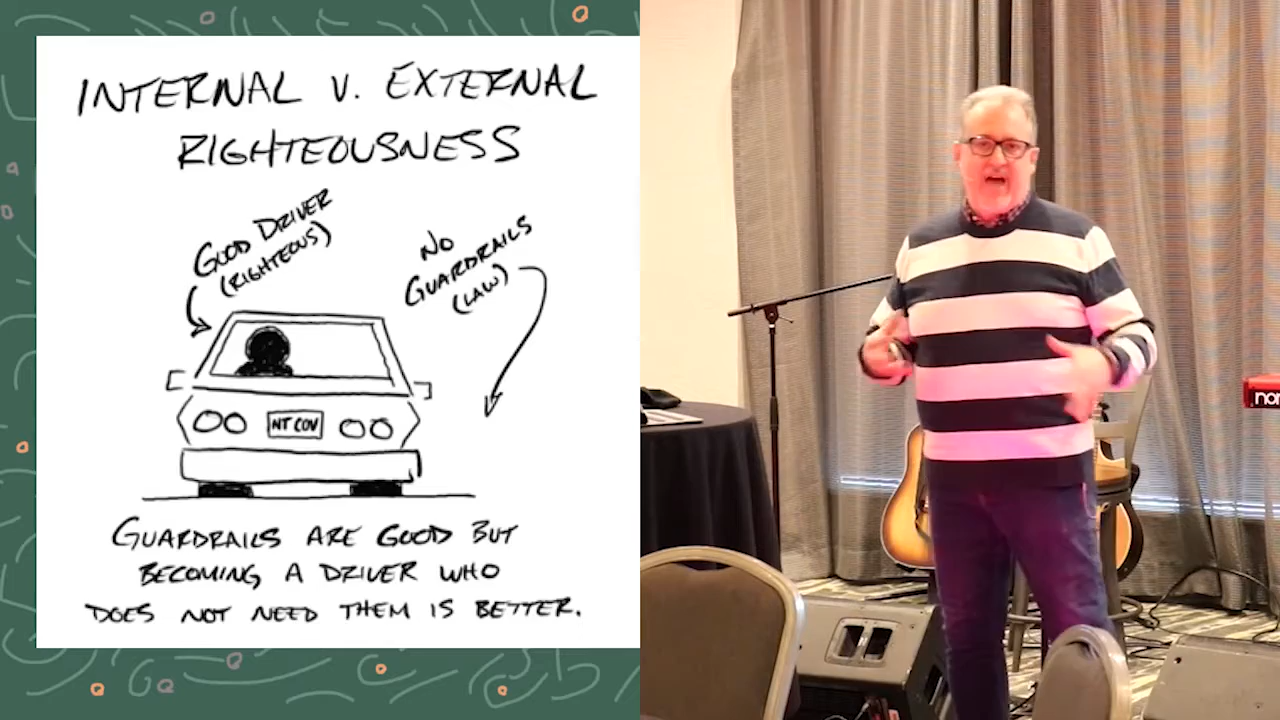 INTERNAL V. EXTERNAL
RIGHTEOUSNESS
GOOD DRIVER
(RIGHTEOUS)
NO
GUARDRAILS
(LAW)
NT COV
GUARDRAILS ARE GOOD BUT
BECOMING A DRIVER WHO
DOES NOT NEED THEM IS BETTER.
nor